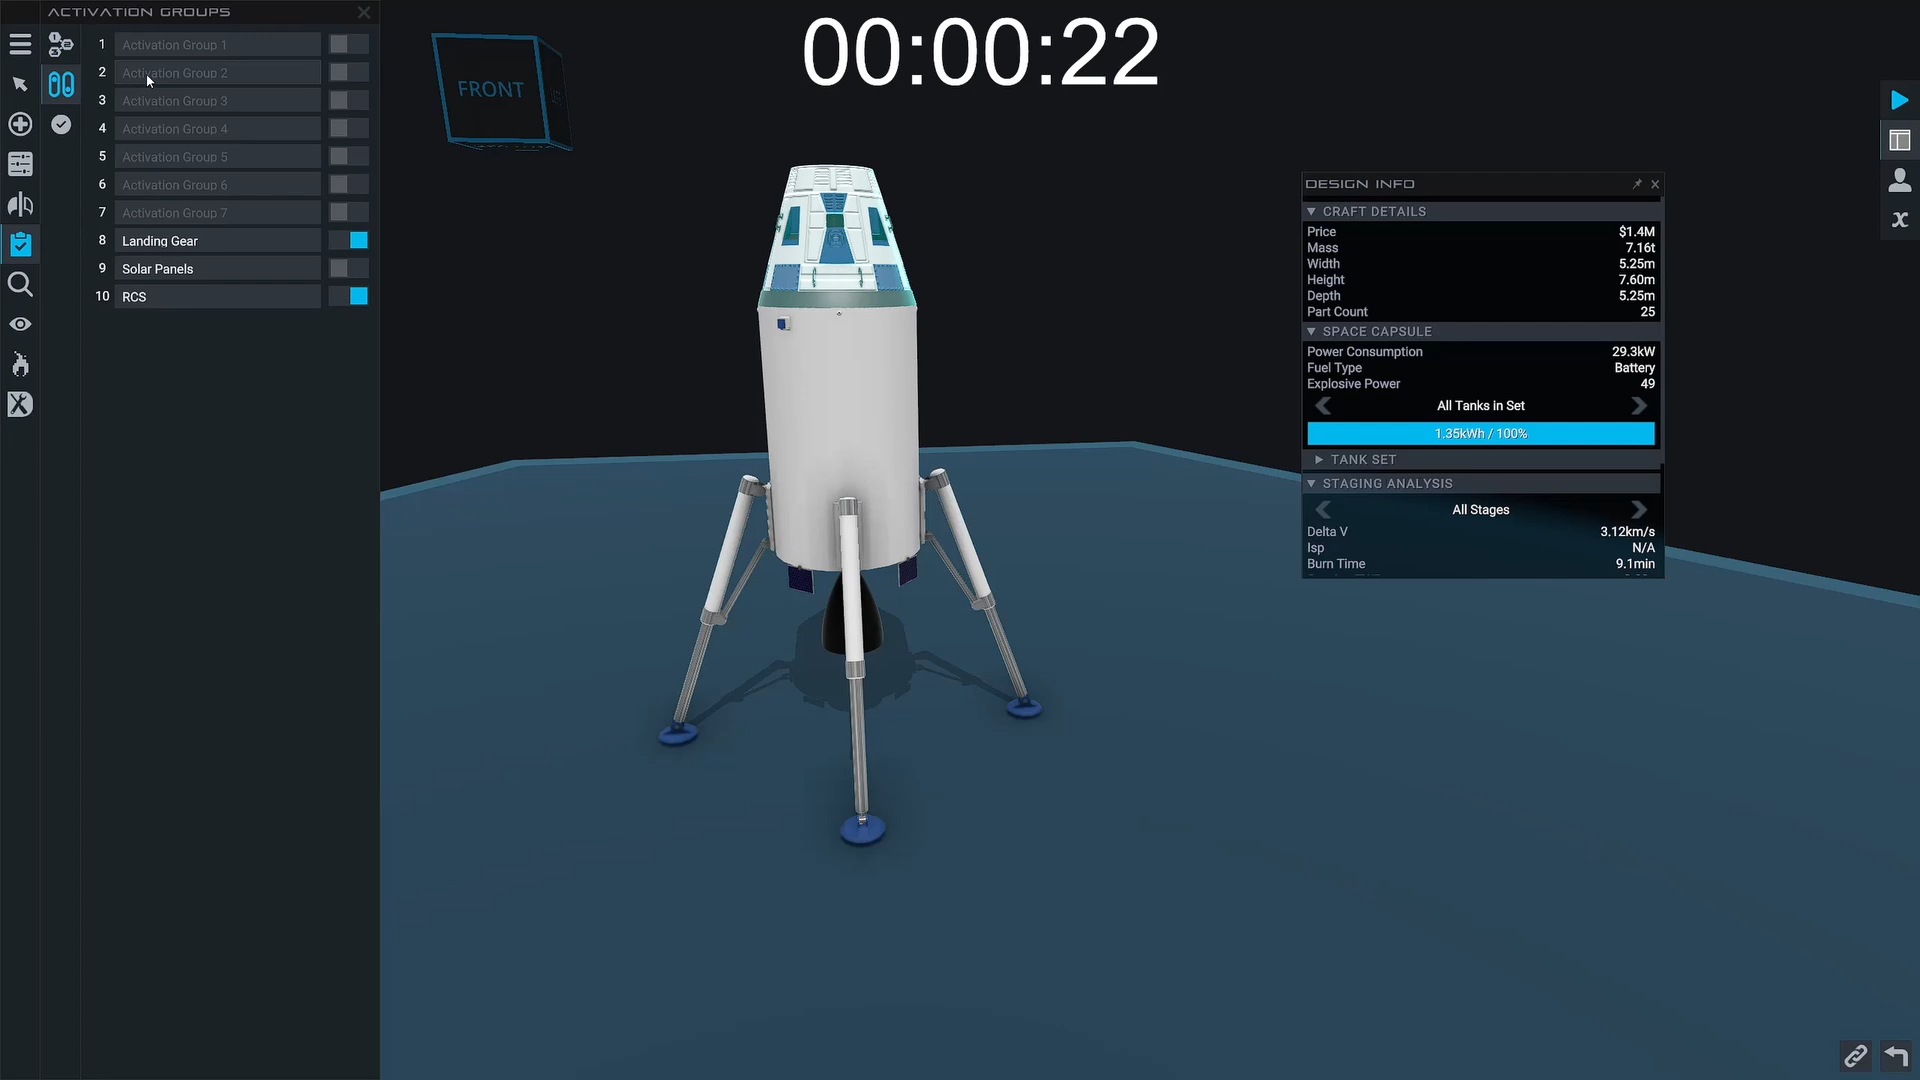 ACTIVATION GROUPS
1 Activation Group 1
2 Activation Group 2
3 Activation Group 3
4 Activation Group 4
5 Activation Group 5
6 Activation Group 6
7 Activation Group 7
8 Landing Gear
9 Solar Panels
10 RCS
FRONT
00:00:22
DESIGN INFO
CRAFT DETAILS
Price $1.4M
Mass 7.16t
Width 5.25m
Height 7.60m
Depth 5.25m
Part Count 25
SPACE CAPSULE
Power Consumption 29.3kW
Fuel Type Battery
Explosive Power 49
All Tanks in Set
1.35kWh / 100%
TANK SET
STAGING ANALYSIS
All Stages
Delta V 3.12km/s
Isp N/A
Burn Time 9.1min